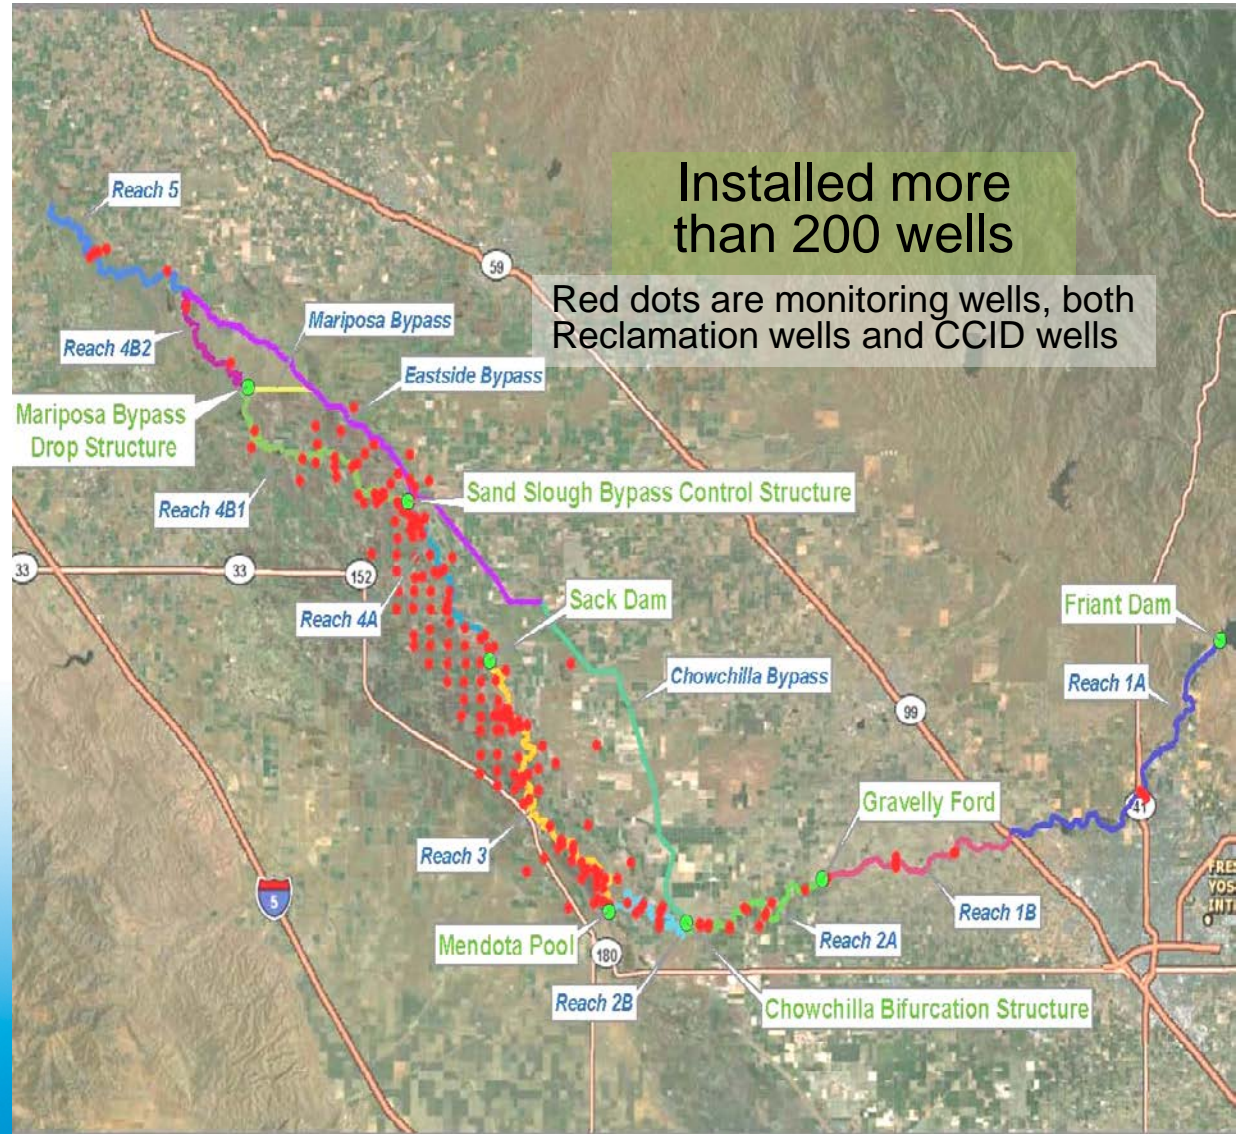 Installed more
than 200 wells
Red dots are monitoring wells, both
Reclamation wells and CCID wells
Reach 5
59
Mariposa Bypass
Reach 4B2
Eastside Bypass
Mariposa Bypass
Drop Structure
Sand Slough Bypass Control Structure
Reach 4B1
33
33
152
Sack Dam
Friant Dam
Reach 4A
Chowchilla Bypass
Reach 1A
99
Gravelly Ford
41
Reach 3
5
Reach 1B
Mendota Pool
Reach 2A
180
Reach 2B
Chowchilla Bifurcation Structure
FRES
YOS
INT